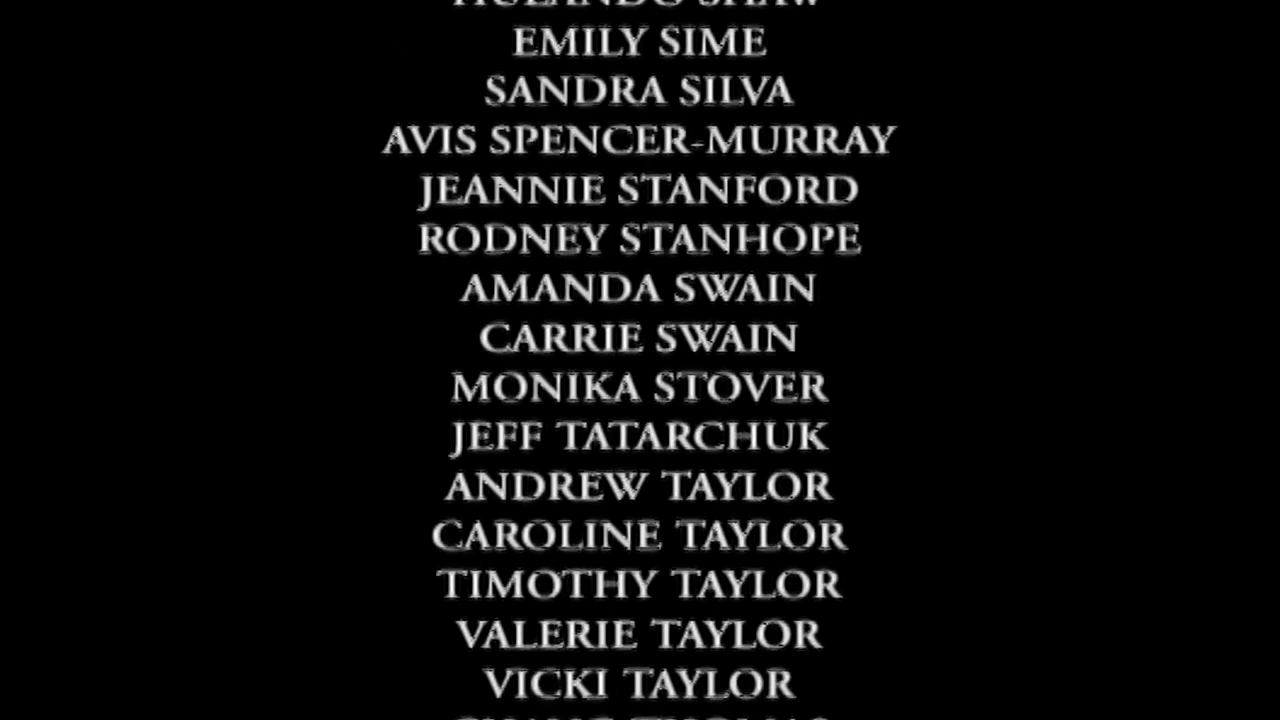 SHAW
EMILY SIME
SANDRA SILVA
AVIS SPENCER-MURRAY
JEANNIE STANFORD
RODNEY STANHOPE
AMANDA SWAIN
CARRIE SWAIN
MONIKA STOVER
JEFF TATARCHUK
ANDREW TAYLOR
CAROLINE TAYLOR
TIMOTHY TAYLOR
VALERIE TAYLOR
VICKI TAYLOR